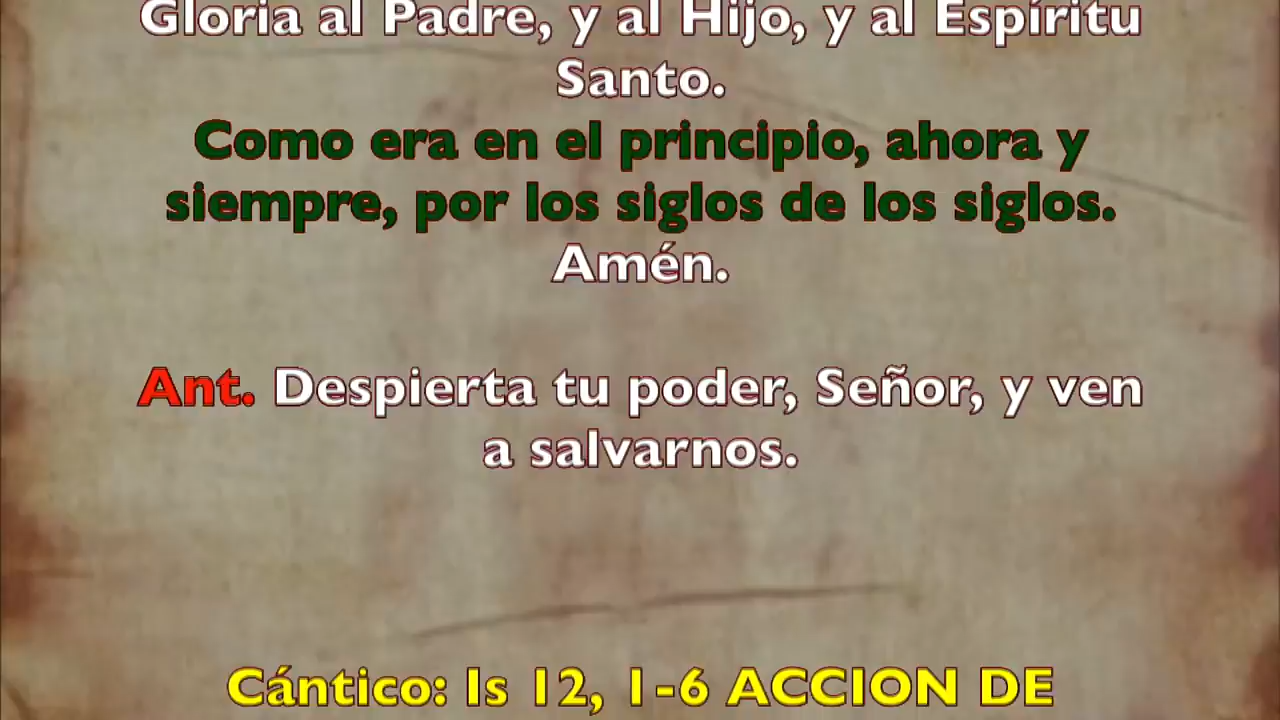 Gloria al Padre, y al Hijo, y al Espíritu
Santo.
Como era en el principio, ahora y
siempre, por los siglos de los siglos.
Amén.
Ant. Despierta tu poder, Señor, y ven
a salvarnos.
Cántico: Is 12, 1-6 ACCION DE